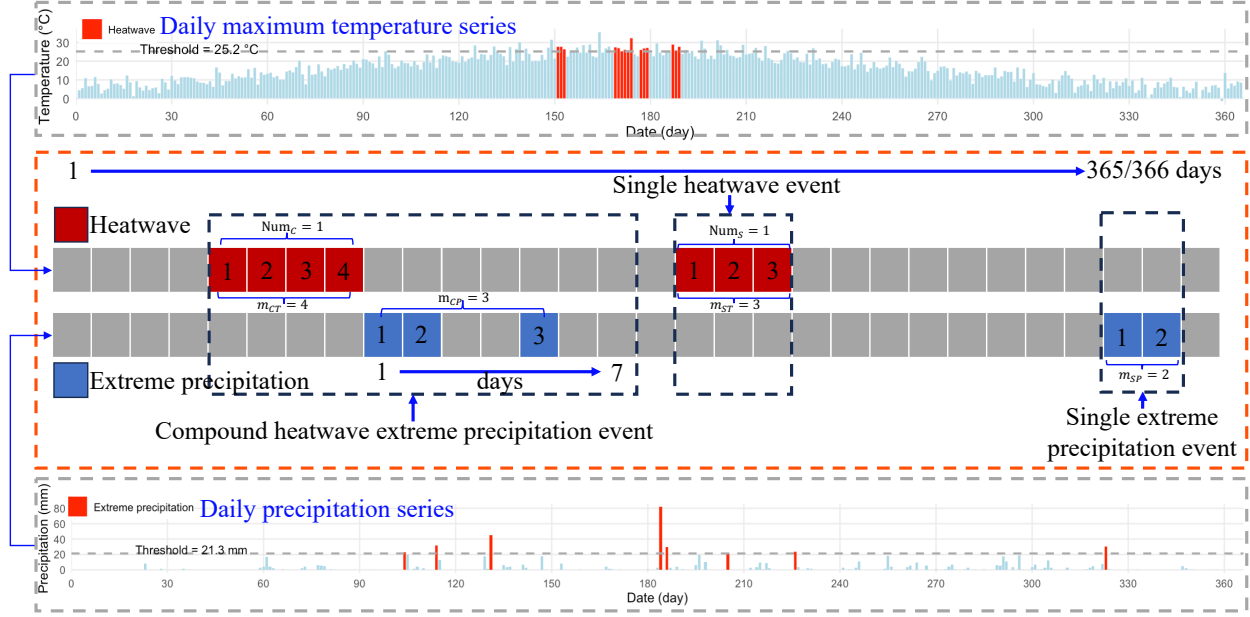 Heatwave Daily maximum temperature series
Temperature (°C)
Threshold = 25.2 °C
30
20
10
0
0 30 60 90 120 150 180 210 240 270 300 330 360
Date (day)
1 365/366 days
Single heatwave event
Heatwave
Num_C = 1
Num_S = 1
1 2 3 4
1 2 3
m_CT = 4
m_CP = 3
m_ST = 3
1 2 3
1 2
Extreme precipitation
1 days 7
m_SP = 2
Compound heatwave extreme precipitation event
Single extreme
precipitation event
Extreme precipitation Daily precipitation series
Precipitation (mm)
80
60
40
20
0
Threshold = 21.3 mm
0 30 60 90 120 150 180 210 240 270 300 330 360
Date (day)